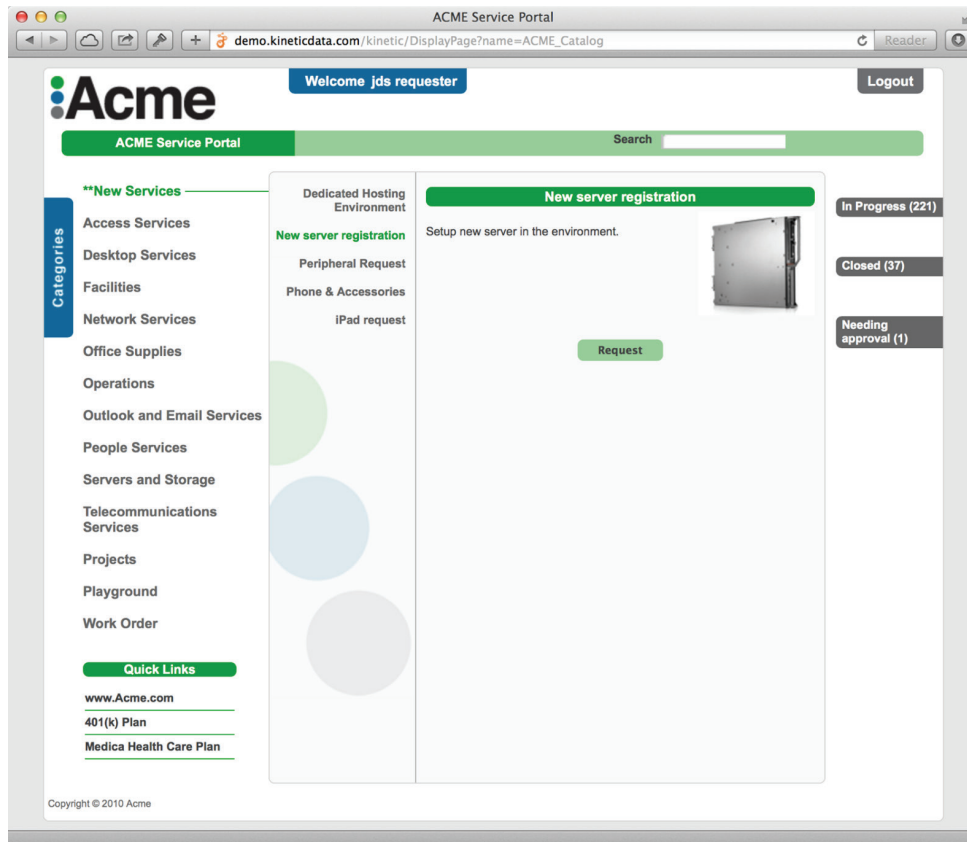 ACME Service Portal
demo.kineticdata.com/kinetic/DisplayPage?name=ACME_Catalog
Reader
Acme
Welcome jds requester
Logout
ACME Service Portal
Search
Categories
**New Services
Access Services
Desktop Services
Facilities
Network Services
Office Supplies
Operations
Outlook and Email Services
People Services
Servers and Storage
Telecommunications
Services
Projects
Playground
Work Order
Quick Links
www.Acme.com
401(k) Plan
Medica Health Care Plan
Dedicated Hosting
Environment
New server registration
Peripheral Request
Phone & Accessories
iPad request
New server registration
Setup new server in the environment.
Request
In Progress (221)
Closed (37)
Needing
approval (1)
Copyright © 2010 Acme